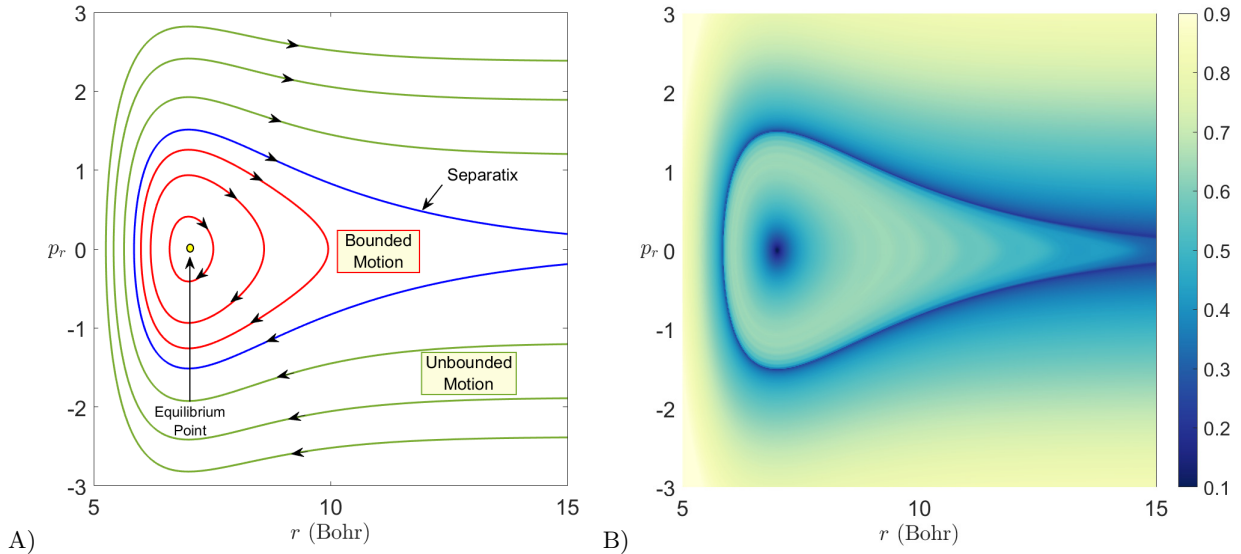 3
2
1
p_r 0
-1
-2
-3
5
10
15
r (Bohr)
Separatix
Bounded
Motion
Unbounded
Motion
Equilibrium
Point
A)
3
2
1
p_r 0
-1
-2
-3
5
10
15
r (Bohr)
0.9
0.8
0.7
0.6
0.5
0.4
0.3
0.2
0.1
B)